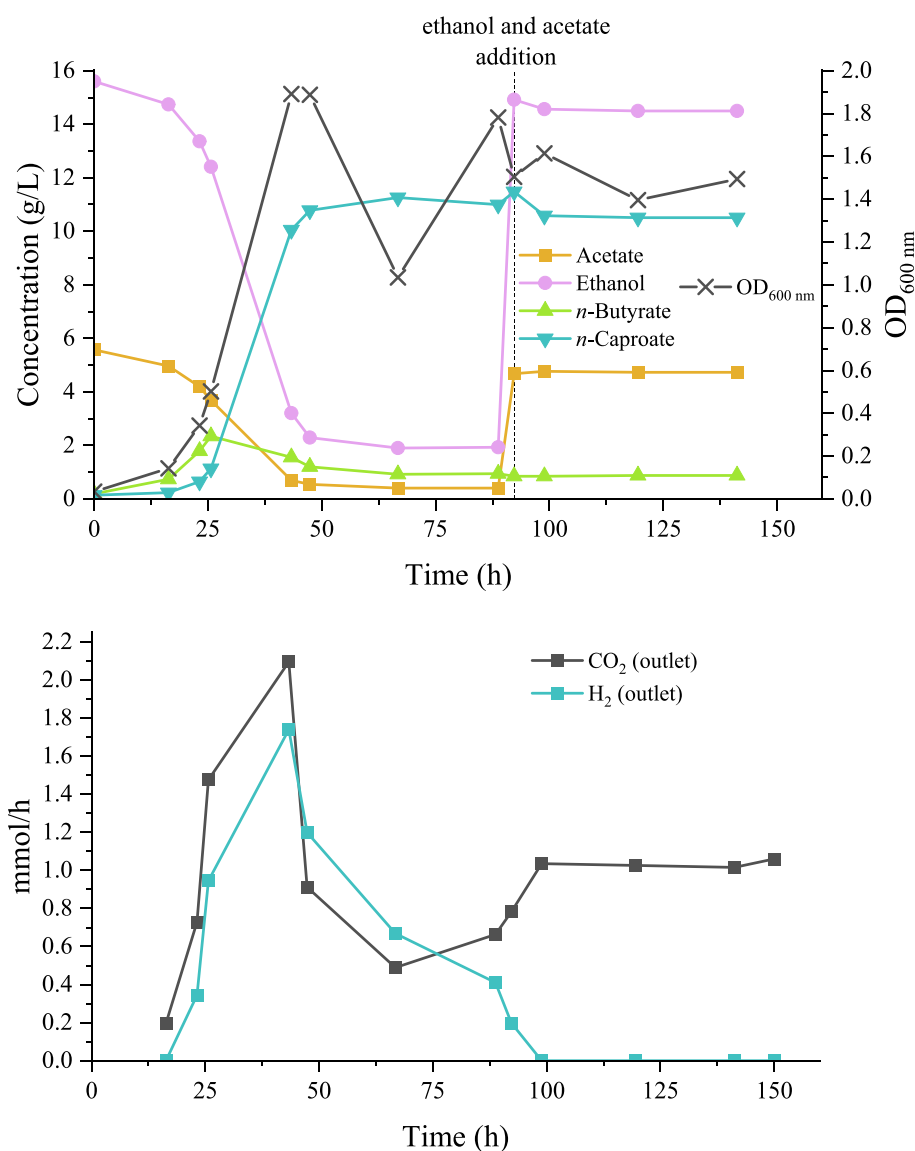 ethanol and acetate
addition
Concentration (g/L)
16
14
12
10
8
6
4
2
0
2.0
1.8
1.6
1.4
1.2
1.0
0.8
0.6
0.4
0.2
0.0
OD600 nm
Acetate
Ethanol
n-Butyrate
n-Caproate
OD600 nm
0 25 50 75 100 125 150
Time (h)
mmol/h
2.2
2.0
1.8
1.6
1.4
1.2
1.0
0.8
0.6
0.4
0.2
0.0
CO2 (outlet)
H2 (outlet)
0 25 50 75 100 125 150
Time (h)